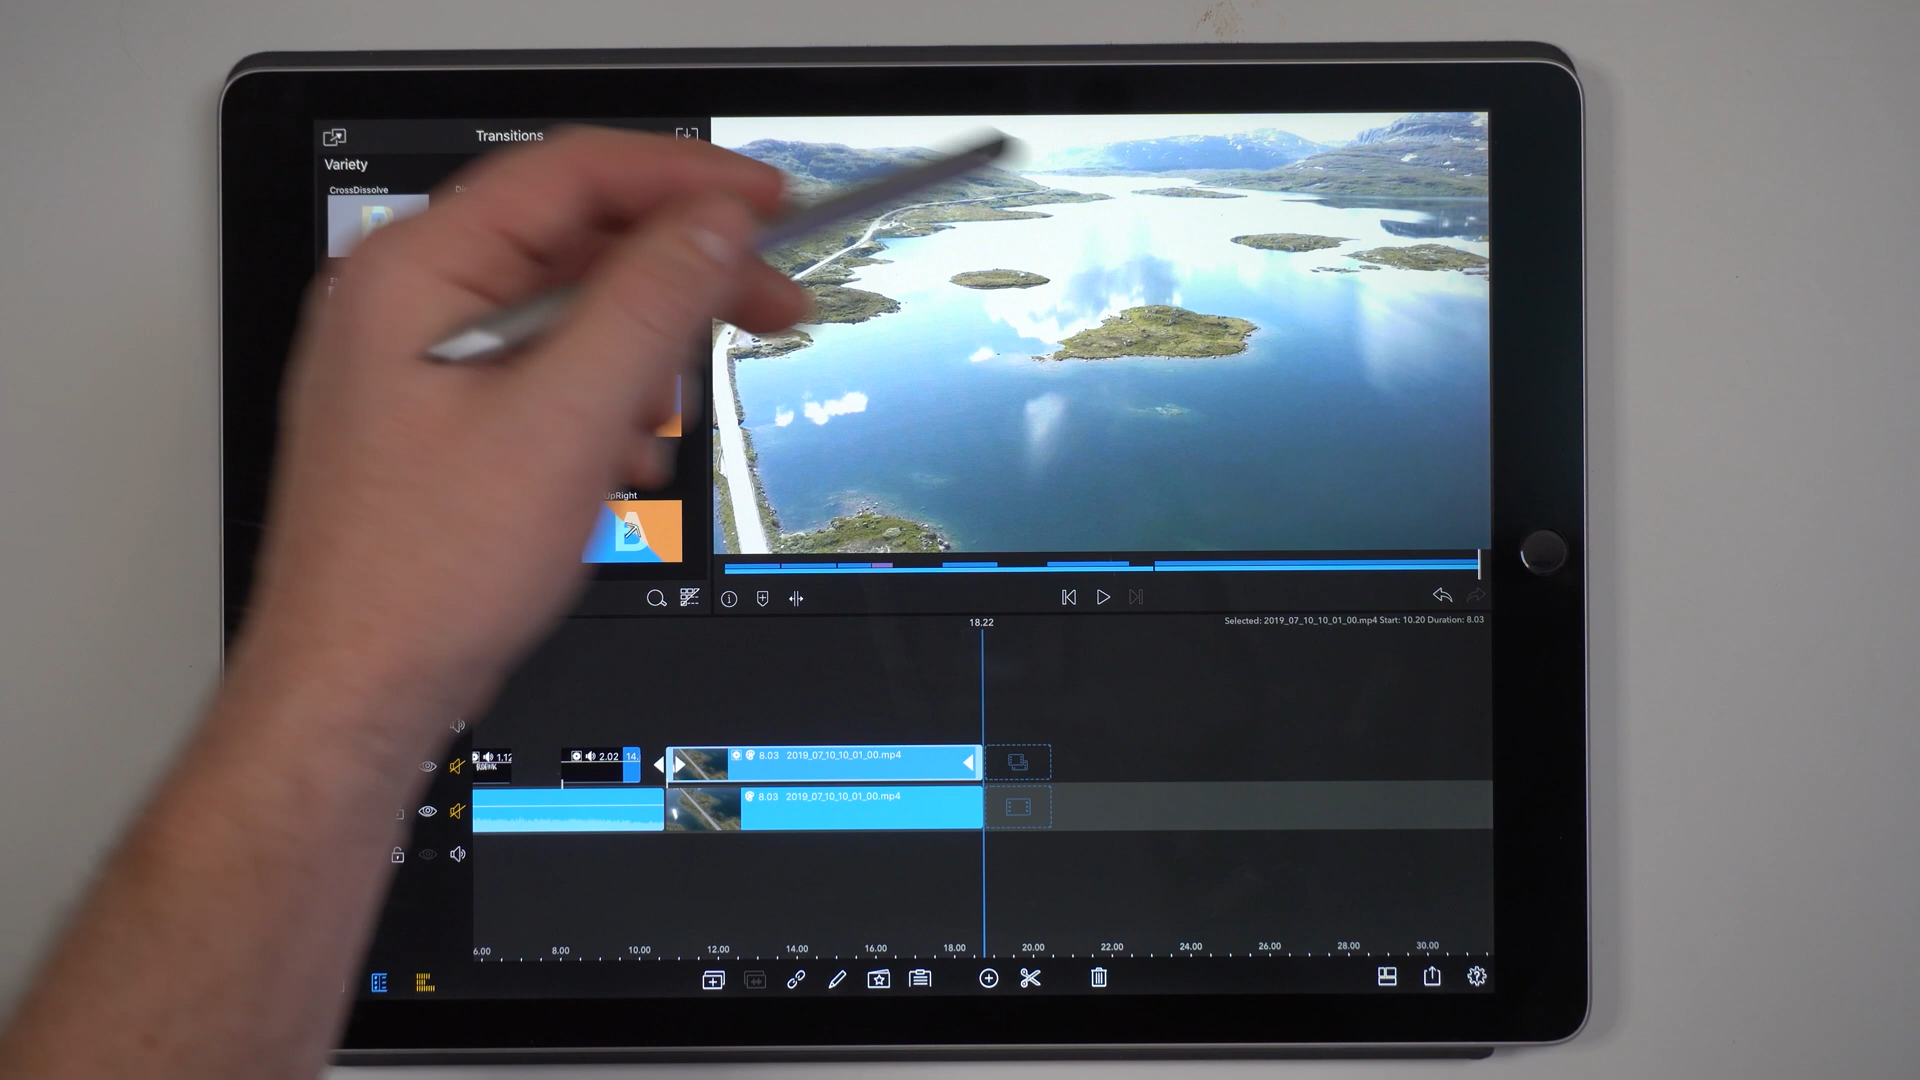 Transitions
Variety
CrossDissolve
UpRight
B
18.22
Selected: 2019_07_10_10_01_00.mp4 Start: 10.20 Duration: 8.03
1.12
2.02
14.
8.03 2019_07_10_10_01_00.mp4
8.03 2019_07_10_10_01_00.mp4
6.00 8.00 10.00 12.00 14.00 16.00 18.00 20.00 22.00 24.00 26.00 28.00 30.00